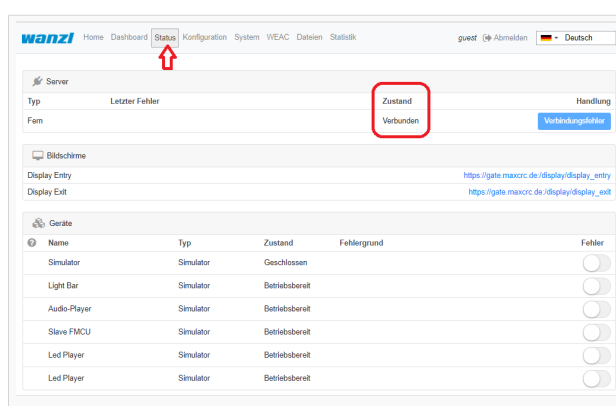 wanzl Home Dashboard Status Konfiguration System WEAC Dateien Statistik guest Abmelden Deutsch
Server
Typ Letzter Fehler Zustand Handlung
Fern Verbunden Verbindungsfehler
Bildschirme
Display Entry https://gate.maxcrc.de/display/display_entry
Display Exit https://gate.maxcrc.de/display/display_exit
Geräte
Name Typ Zustand Fehlergrund Fehler
Simulator Simulator Geschlossen
Light Bar Simulator Betriebsbereit
Audio-Player Simulator Betriebsbereit
Slave FMCU Simulator Betriebsbereit
Led Player Simulator Betriebsbereit
Led Player Simulator Betriebsbereit